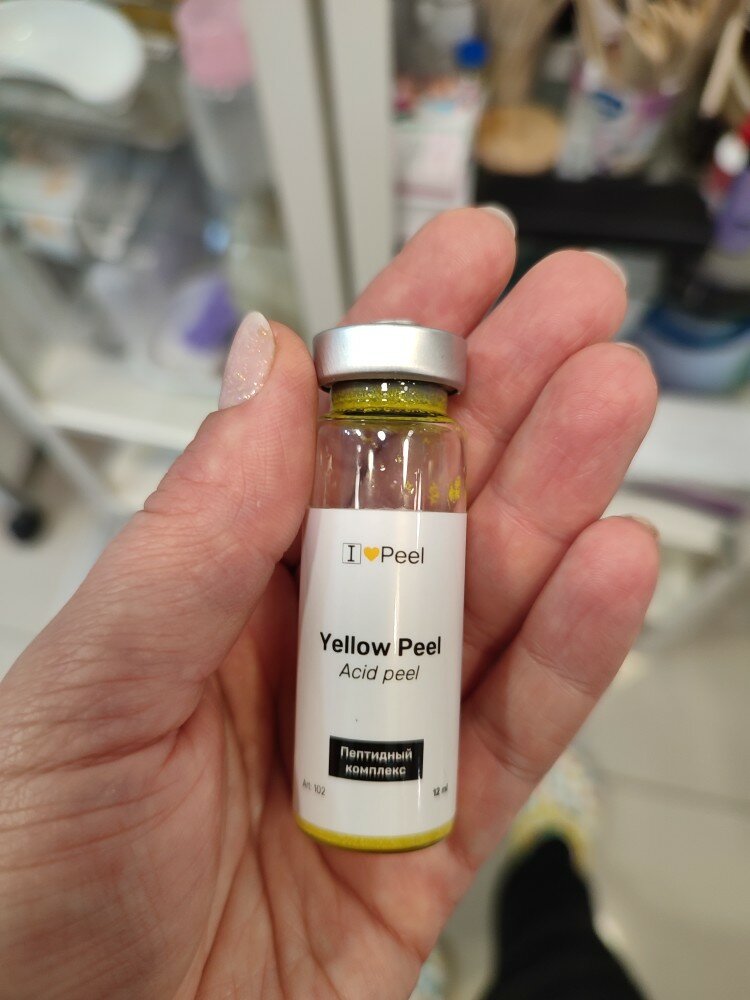 I 🧡 Peel
Yellow Peel
Acid peel
Пептидный
комплекс
Art. 102
12 ml